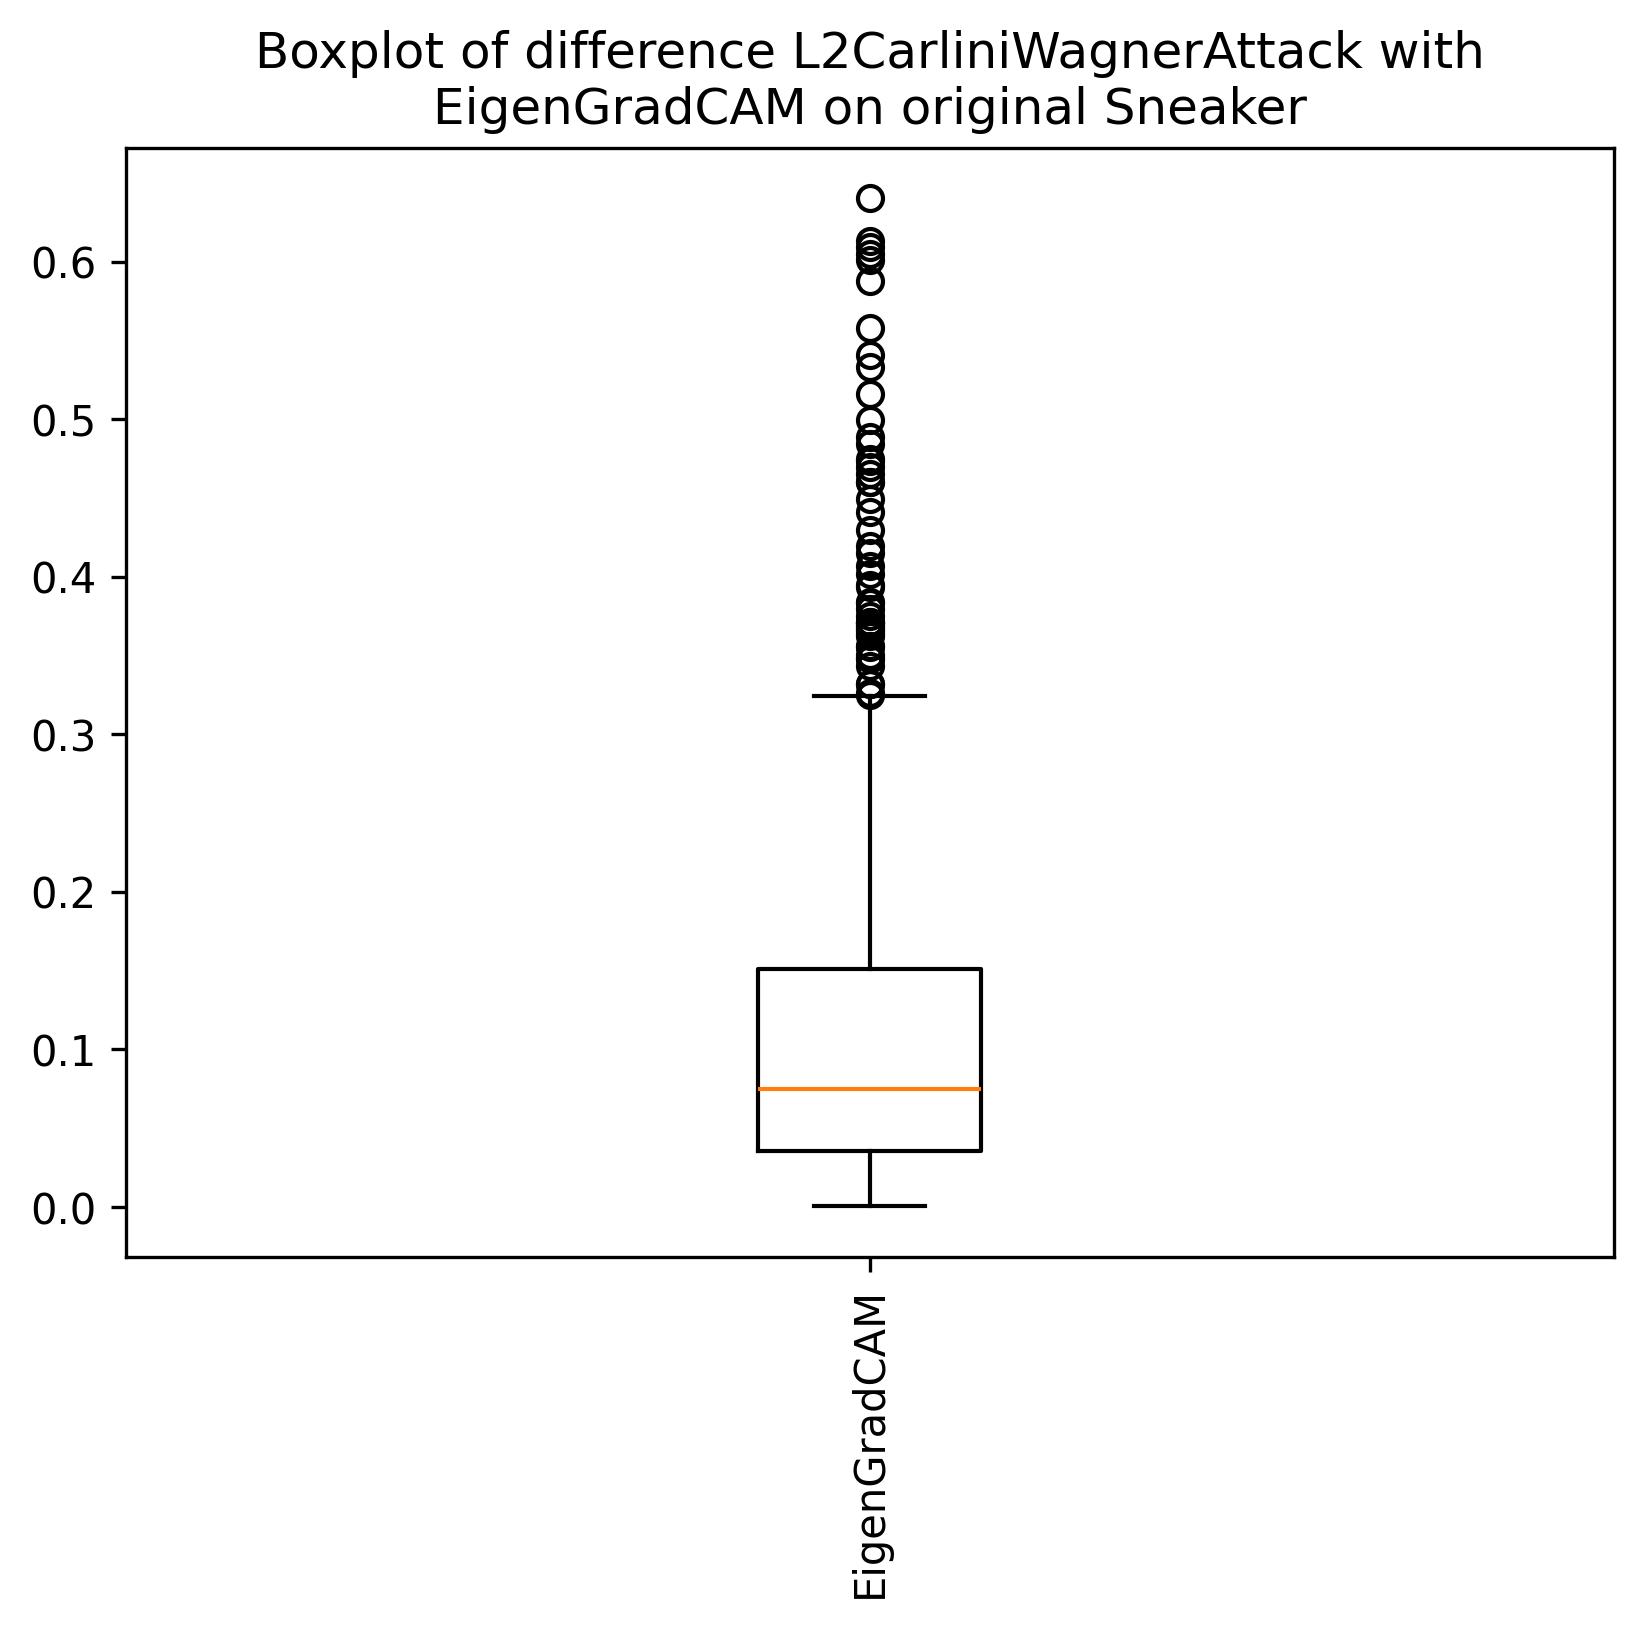 Boxplot of difference L2CarliniWagnerAttack with
EigenGradCAM on original Sneaker
0.6
0.5
0.4
0.3
0.2
0.1
0.0
EigenGradCAM